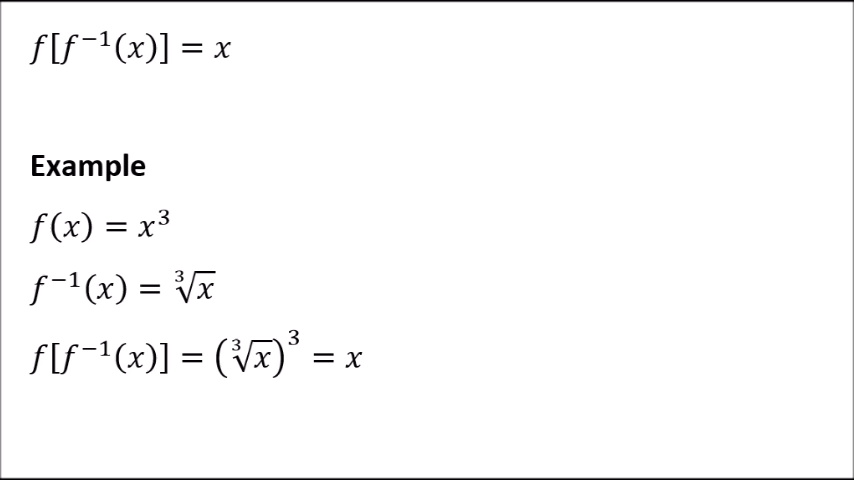 f[f⁻¹(x)] = x
Example
f(x) = x³
f⁻¹(x) = ∛x
f[f⁻¹(x)] = (∛x)³ = x